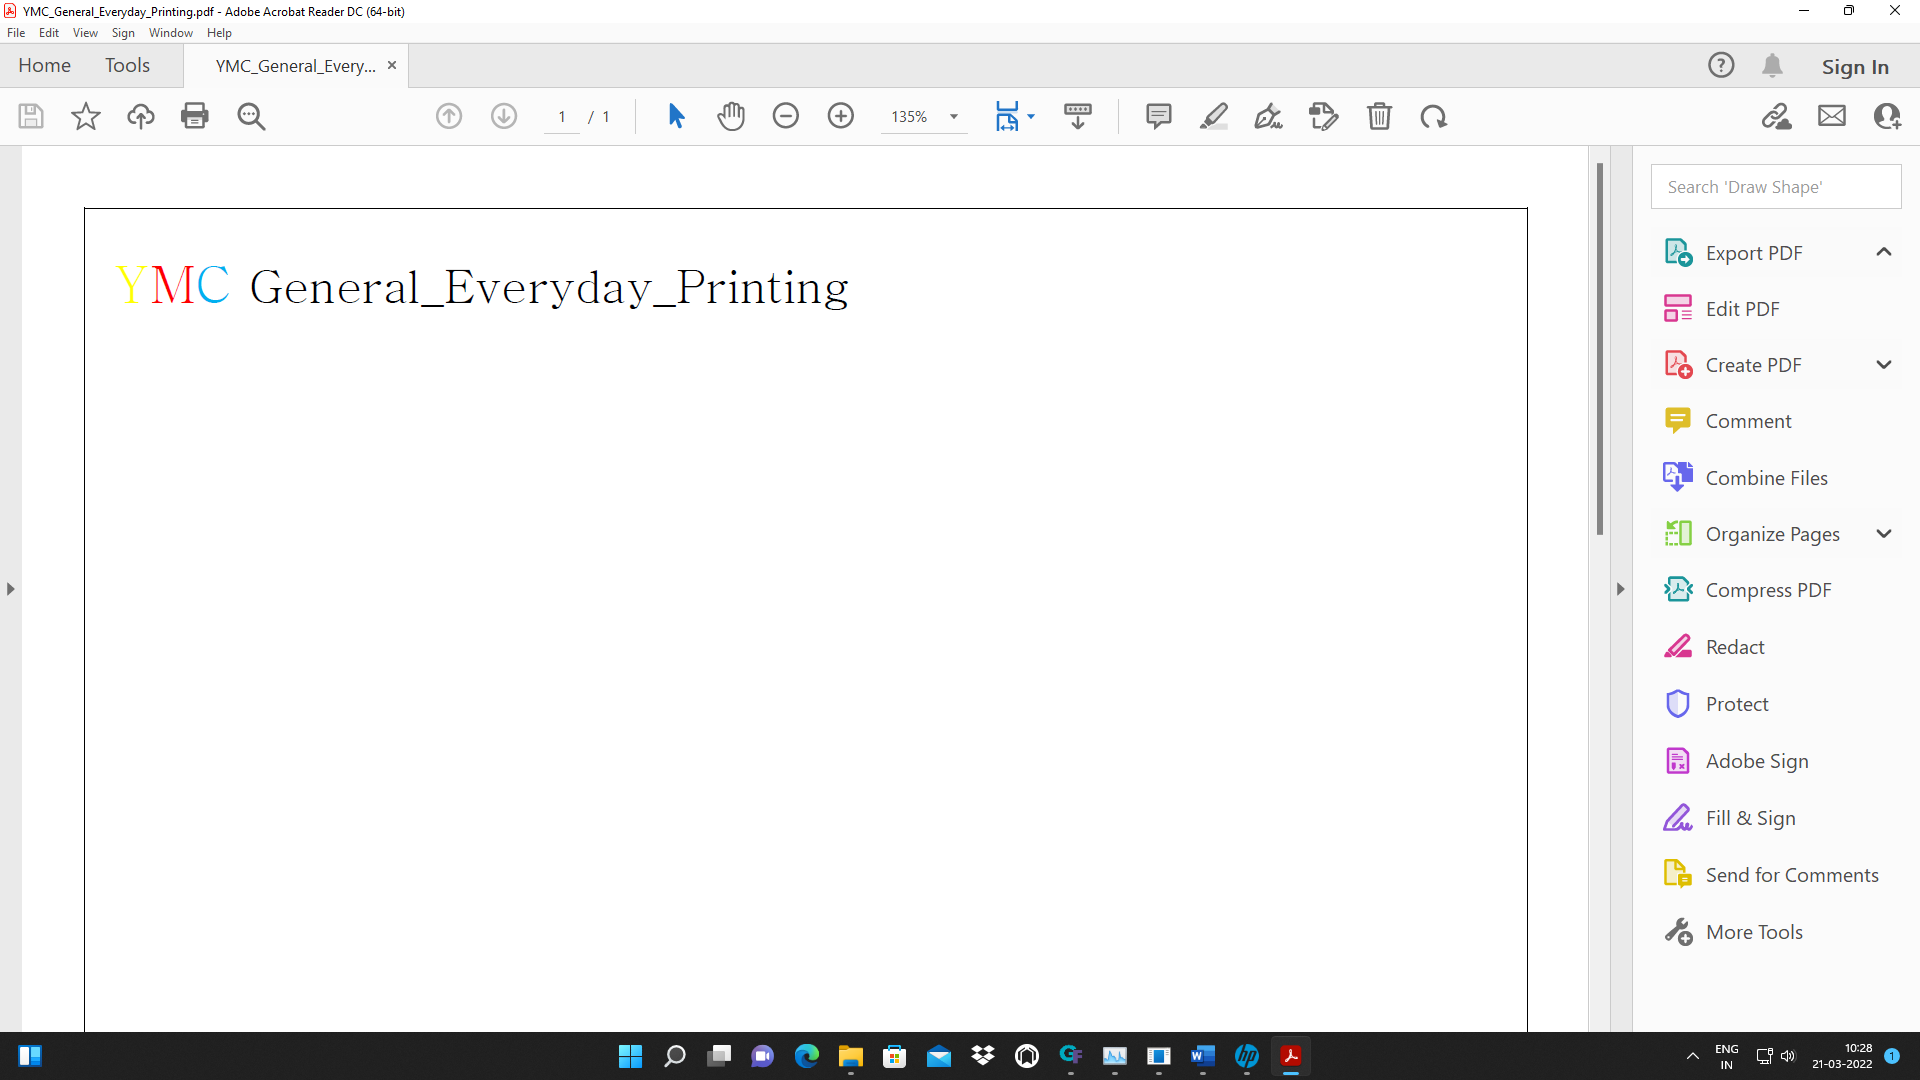 YMC_General_Everyday_Printing.pdf - Adobe Acrobat Reader DC (64-bit)
File Edit View Sign Window Help
Home Tools YMC_General_Every... Sign In
1 / 1 135%
Search 'Draw Shape'
YMC General_Everyday_Printing
Export PDF
Edit PDF
Create PDF
Comment
Combine Files
Organize Pages
Compress PDF
Redact
Protect
Adobe Sign
Fill & Sign
Send for Comments
More Tools
ENG
IN
10:28
21-03-2022
1